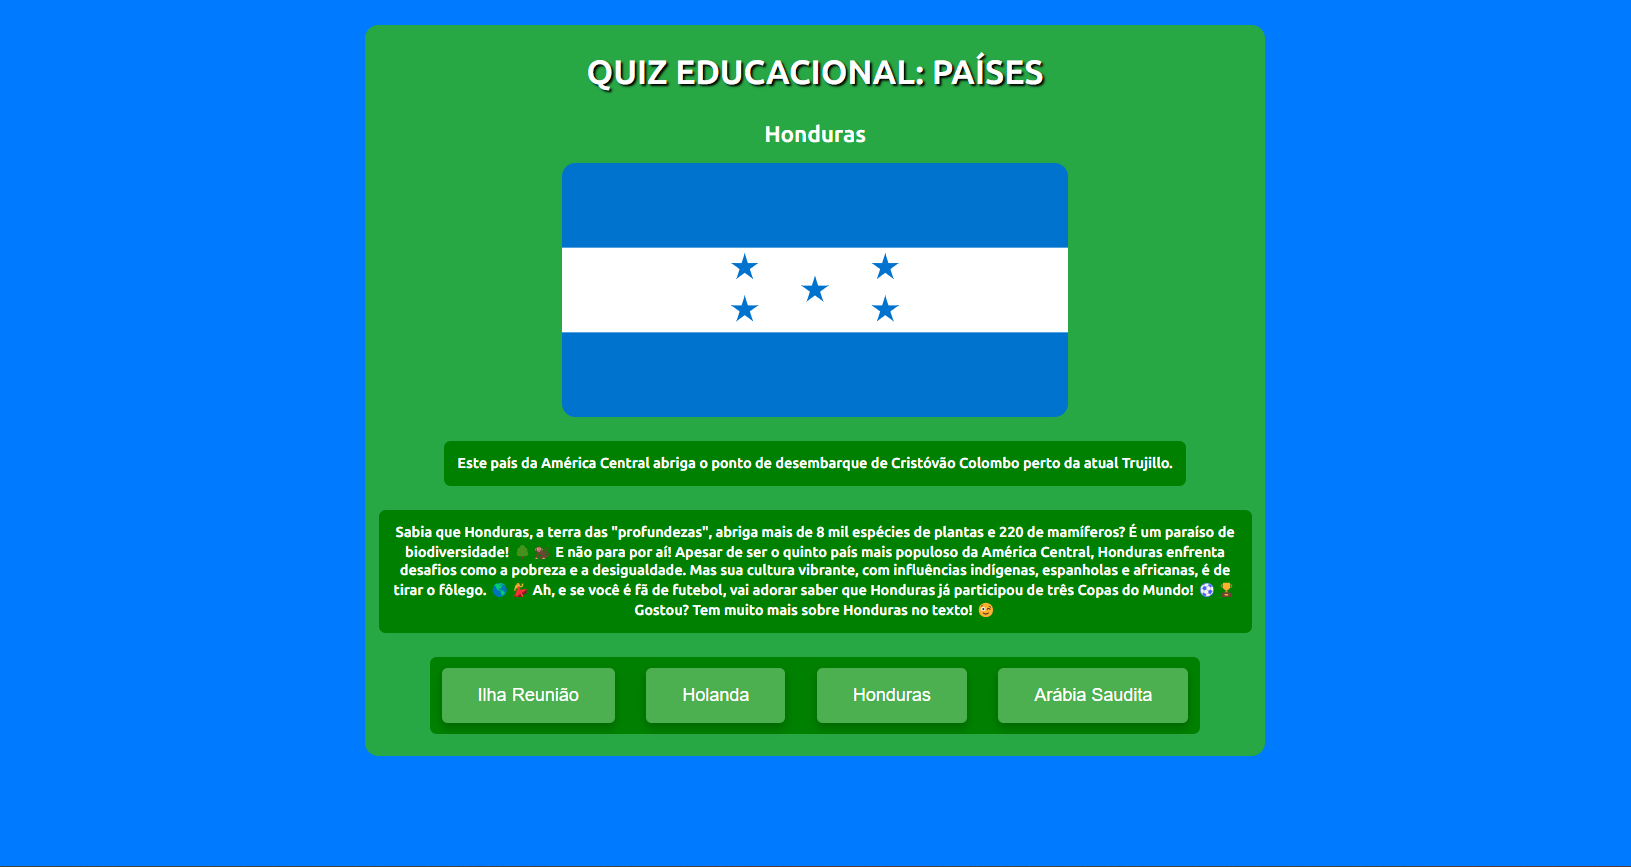 QUIZ EDUCACIONAL: PAÍSES
Honduras
Este país da América Central abriga o ponto de desembarque de Cristóvão Colombo perto da atual Trujillo.
Sabia que Honduras, a terra das "profundezas", abriga mais de 8 mil espécies de plantas e 220 de mamíferos? É um paraíso de
biodiversidade! 🌳🦧 E não para por aí! Apesar de ser o quinto país mais populoso da América Central, Honduras enfrenta
desafios como a pobreza e a desigualdade. Mas sua cultura vibrante, com influências indígenas, espanholas e africanas, é de
tirar o fôlego. 🌎💃 Ah, e se você é fã de futebol, vai adorar saber que Honduras já participou de três Copas do Mundo! ⚽🏆
Gostou? Tem muito mais sobre Honduras no texto! 😉
Ilha Reunião
Holanda
Honduras
Arábia Saudita